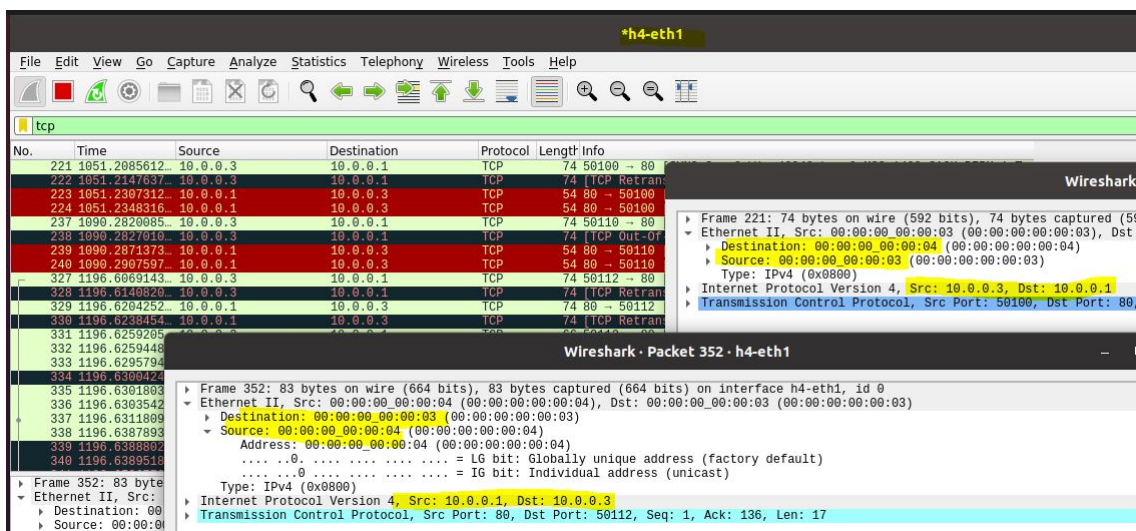 *h4-eth1
File Edit View Go Capture Analyze Statistics Telephony Wireless Tools Help
tcp
No. Time Source Destination Protocol Length Info
221 1051.2085612… 10.0.0.3 10.0.0.1 TCP 74 50100 → 80
222 1051.2147637… 10.0.0.3 10.0.0.1 TCP 74 [TCP Retran
223 1051.2307312… 10.0.0.1 10.0.0.3 TCP 54 80 → 50100
224 1051.2348316… 10.0.0.1 10.0.0.3 TCP 54 80 → 50100
237 1090.2820085… 10.0.0.3 10.0.0.1 TCP 74 50110 → 80
238 1090.2827010… 10.0.0.3 10.0.0.1 TCP 74 [TCP Out-Of
239 1090.2871373… 10.0.0.1 10.0.0.3 TCP 54 80 → 50110
240 1090.2907597… 10.0.0.1 10.0.0.3 TCP 54 80 → 50110
327 1196.6069143… 10.0.0.3 10.0.0.1 TCP 74 50112 → 80
328 1196.6140820… 10.0.0.3 10.0.0.1 TCP 74 [TCP Retran
329 1196.6204252… 10.0.0.1 10.0.0.3 TCP 74 80 → 50112
330 1196.6238454… 10.0.0.1 10.0.0.3 TCP 74 [TCP Retran
331 1196.6259205
332 1196.6259448
333 1196.6295794
334 1196.6300424
335 1196.6301803
336 1196.6303542
337 1196.6311809
338 1196.6387893
339 1196.6388802
340 1196.6389518
Frame 352: 83 byte
Ethernet II, Src:
Destination: 00
Source: 00:00:0
Wireshark
Frame 221: 74 bytes on wire (592 bits), 74 bytes captured (59
Ethernet II, Src: 00:00:00_00:00:03 (00:00:00:00:00:03), Dst
Destination: 00:00:00_00:00:04 (00:00:00:00:00:04)
Source: 00:00:00_00:00:03 (00:00:00:00:00:03)
Type: IPv4 (0x0800)
Internet Protocol Version 4, Src: 10.0.0.3, Dst: 10.0.0.1
Transmission Control Protocol, Src Port: 50100, Dst Port: 80,
Wireshark · Packet 352 · h4-eth1
Frame 352: 83 bytes on wire (664 bits), 83 bytes captured (664 bits) on interface h4-eth1, id 0
Ethernet II, Src: 00:00:00_00:00:04 (00:00:00:00:00:04), Dst: 00:00:00_00:00:03 (00:00:00:00:00:03)
Destination: 00:00:00_00:00:03 (00:00:00:00:00:03)
Source: 00:00:00_00:00:04 (00:00:00:00:00:04)
Address: 00:00:00_00:00:04 (00:00:00:00:00:04)
.... ..0. .... .... .... .... = LG bit: Globally unique address (factory default)
.... ...0 .... .... .... .... = IG bit: Individual address (unicast)
Type: IPv4 (0x0800)
Internet Protocol Version 4, Src: 10.0.0.1, Dst: 10.0.0.3
Transmission Control Protocol, Src Port: 80, Dst Port: 50112, Seq: 1, Ack: 136, Len: 17